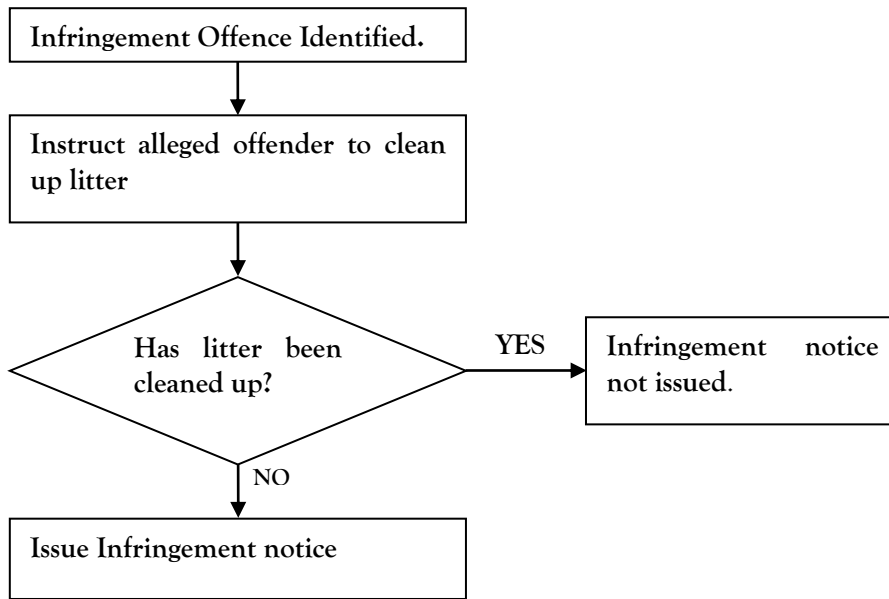 Infringement Offence Identified.
Instruct alleged offender to clean
up litter
Has litter been
cleaned up?
YES
Infringement notice
not issued.
NO
Issue Infringement notice